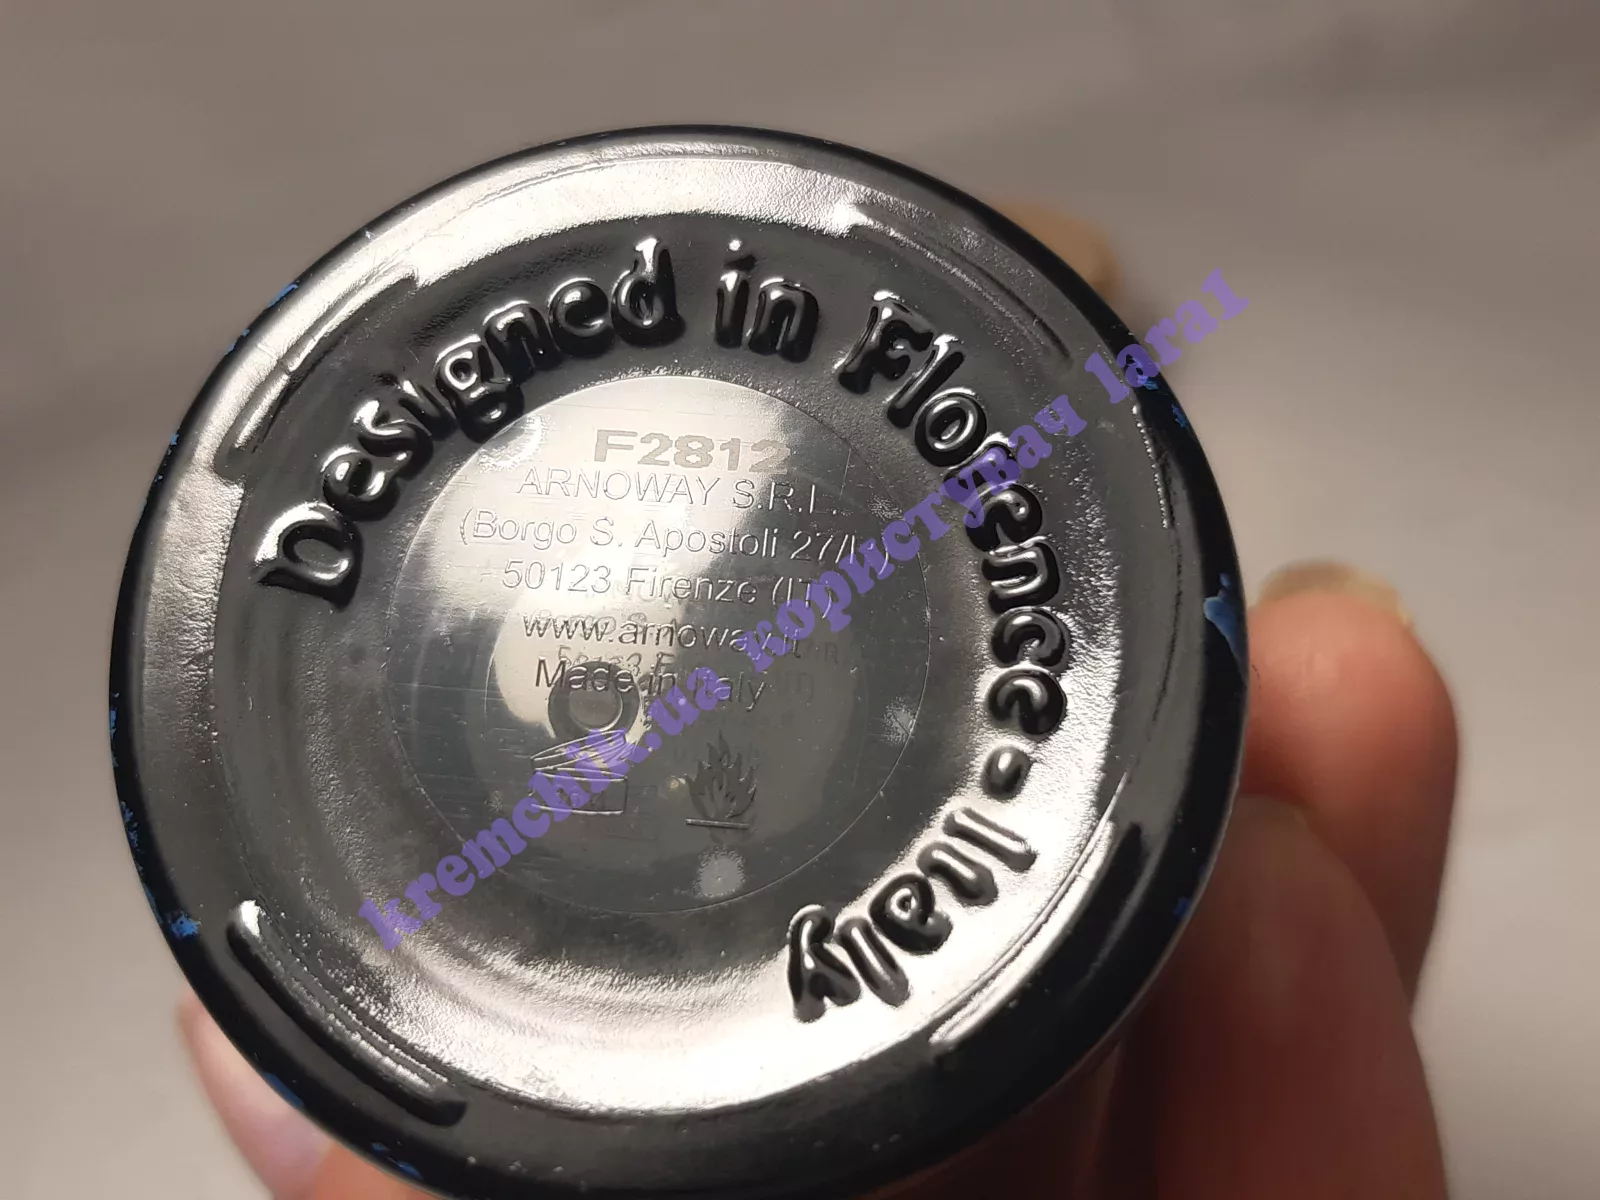 Designed in Florence • Italy
F2812
ARNOWAY S.R.L.
(Borgo S. Apostoli 27/R)
50123 Firenze (IT)
www.arnoway.it
Made in Italy
kremchik.ua користувач lara1